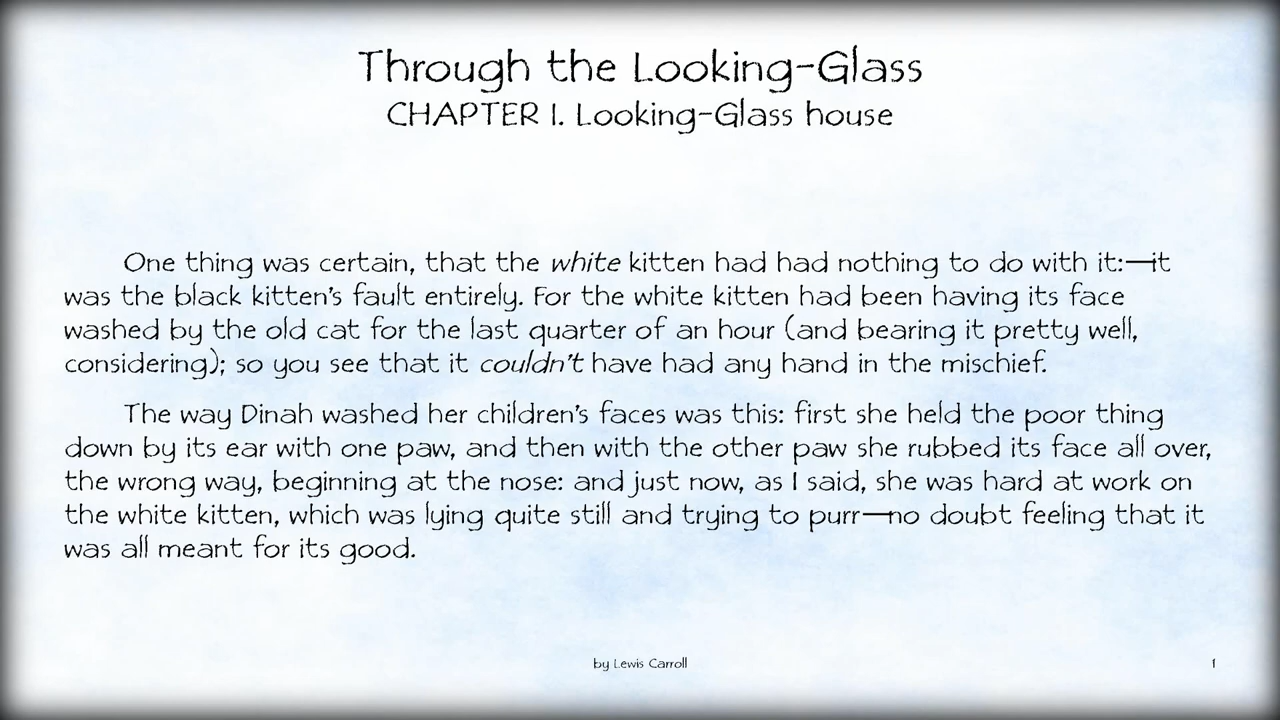 Through the Looking-Glass
CHAPTER I. Looking-Glass house
One thing was certain, that the white kitten had had nothing to do with it:—it
was the black kitten's fault entirely. For the white kitten had been having its face
washed by the old cat for the last quarter of an hour (and bearing it pretty well,
considering); so you see that it couldn't have had any hand in the mischief.
The way Dinah washed her children's faces was this: first she held the poor thing
down by its ear with one paw, and then with the other paw she rubbed its face all over,
the wrong way, beginning at the nose: and just now, as I said, she was hard at work on
the white kitten, which was lying quite still and trying to purr—no doubt feeling that it
was all meant for its good.
by Lewis Carroll
1